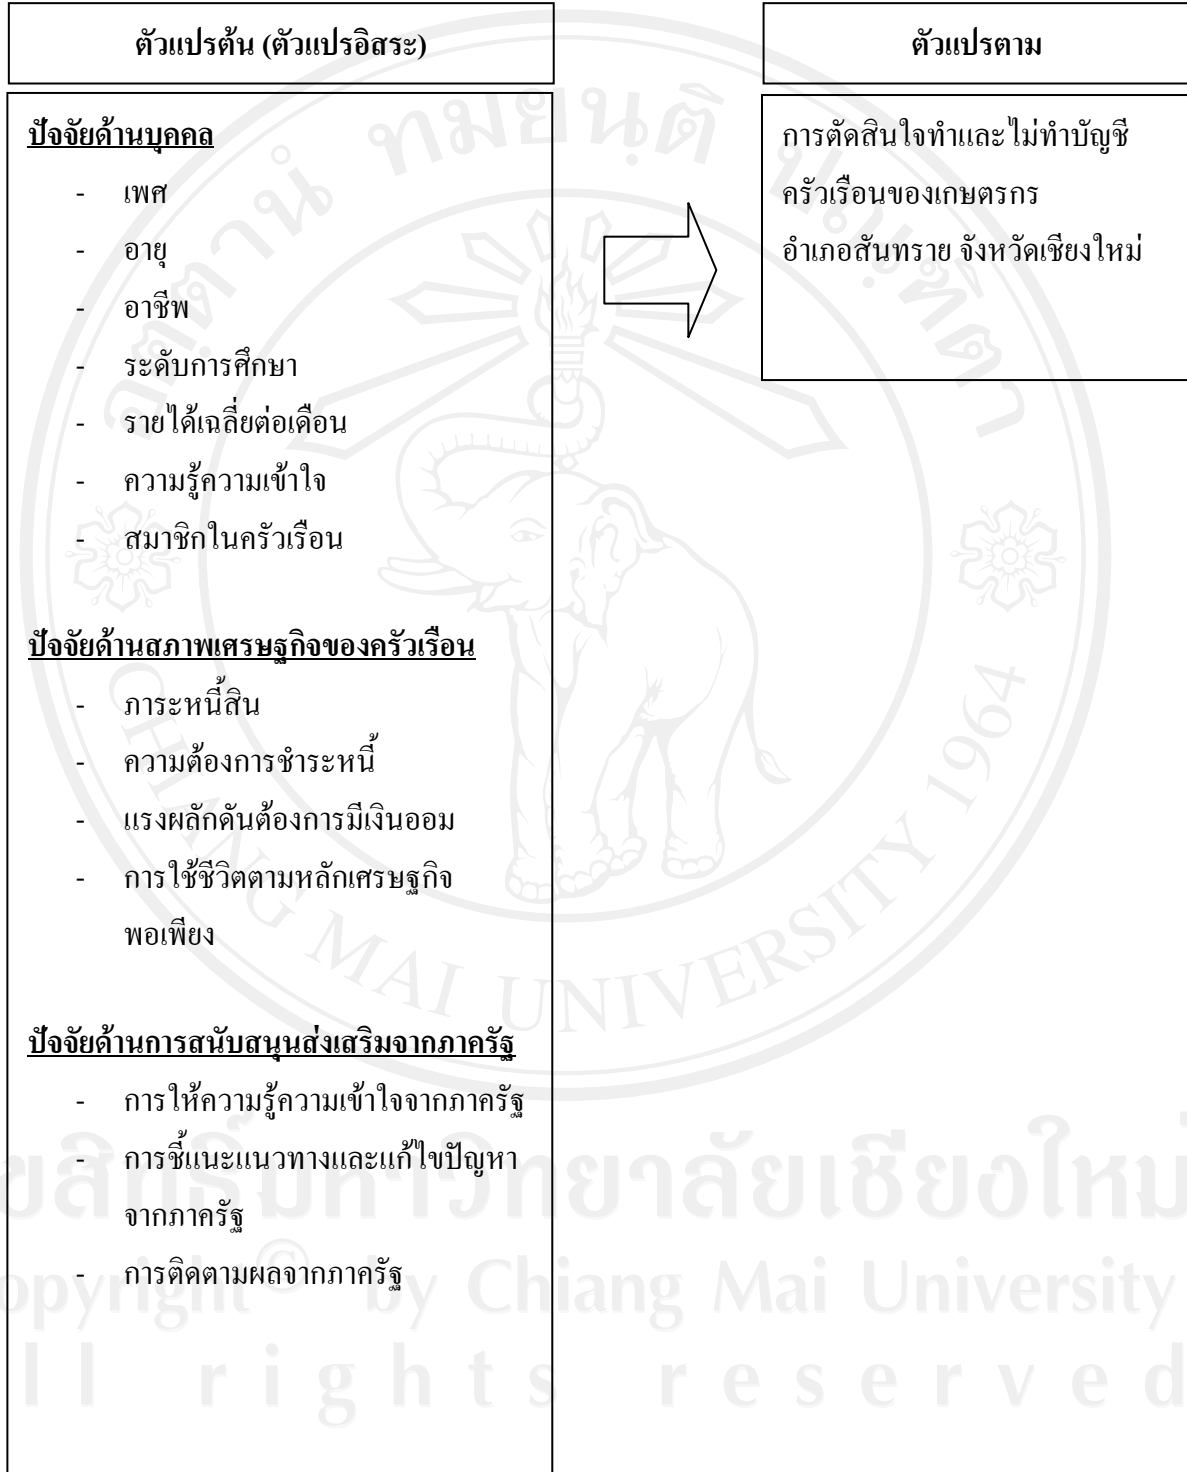 ตัวแปรต้น (ตัวแปรอิสระ)
ตัวแปรตาม
ปัจจัยด้านบุคคล
- เพศ
- อายุ
- อาชีพ
- ระดับการศึกษา
- รายได้เฉลี่ยต่อเดือน
- ความรู้ความเข้าใจ
- สมาชิกในครัวเรือน
ปัจจัยด้านสภาพเศรษฐกิจของครัวเรือน
- ภาระหนี้สิน
- ความต้องการชำระหนี้
- แรงผลักดันต้องการมีเงินออม
- การใช้ชีวิตตามหลักเศรษฐกิจ
พอเพียง
ปัจจัยด้านการสนับสนุนส่งเสริมจากภาครัฐ
- การให้ความรู้ความเข้าใจจากภาครัฐ
- การชี้แนะแนวทางและแก้ไขปัญหา
จากภาครัฐ
- การติดตามผลจากภาครัฐ
การตัดสินใจทำและไม่ทำบัญชี
ครัวเรือนของเกษตรกร
อำเภอสันทราย จังหวัดเชียงใหม่
CHIANG MAI UNIVERSITY 1964
ขสิทธิ์มหาวิทยาลัยเชียงใหม่
opyright © by Chiang Mai University
ll rights reserved